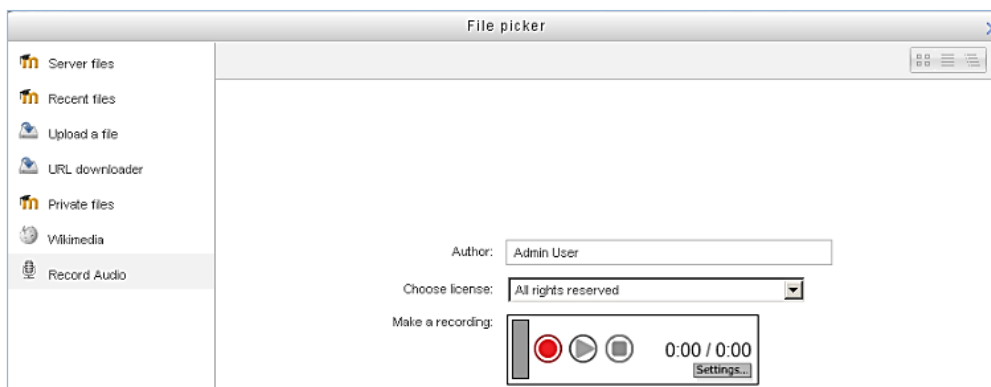 File picker
Server files
Recent files
Upload a file
URL downloader
Private files
Wikimedia
Record Audio
Author: Admin User
Choose license: All rights reserved
Make a recording:
0:00 / 0:00
Settings...